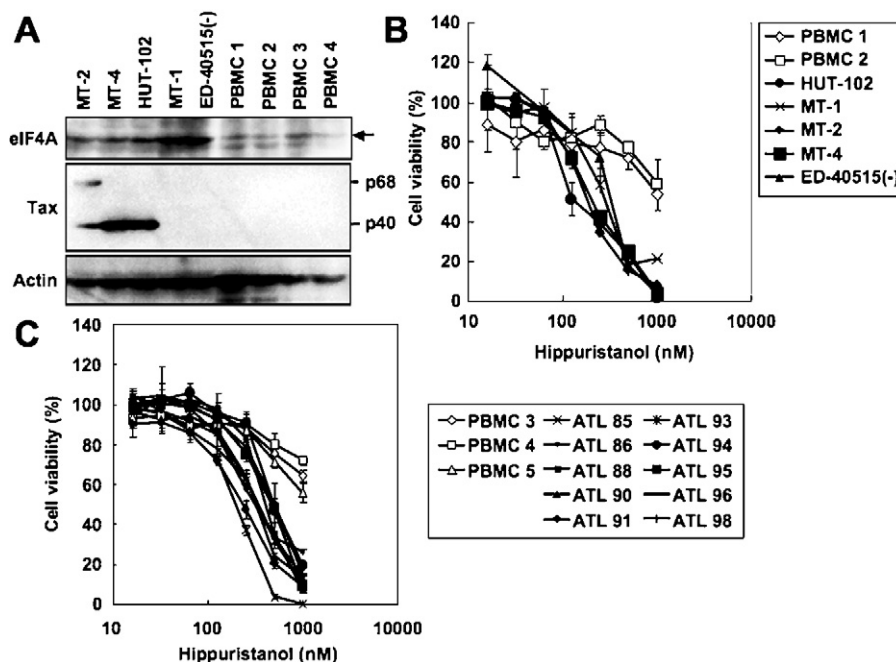 A
MT-2
MT-4
HUT-102
MT-1
ED-40515(-)
PBMC 1
PBMC 2
PBMC 3
PBMC 4
eIF4A
Tax
p68
p40
Actin
B
Cell viability (%)
140
120
100
80
60
40
20
0
10 100 1000 10000
Hippuristanol (nM)
PBMC 1
PBMC 2
HUT-102
MT-1
MT-2
MT-4
ED-40515(-)
C
Cell viability (%)
140
120
100
80
60
40
20
0
10 100 1000 10000
Hippuristanol (nM)
PBMC 3 ATL 85 ATL 93
PBMC 4 ATL 86 ATL 94
PBMC 5 ATL 88 ATL 95
ATL 90 ATL 96
ATL 91 ATL 98